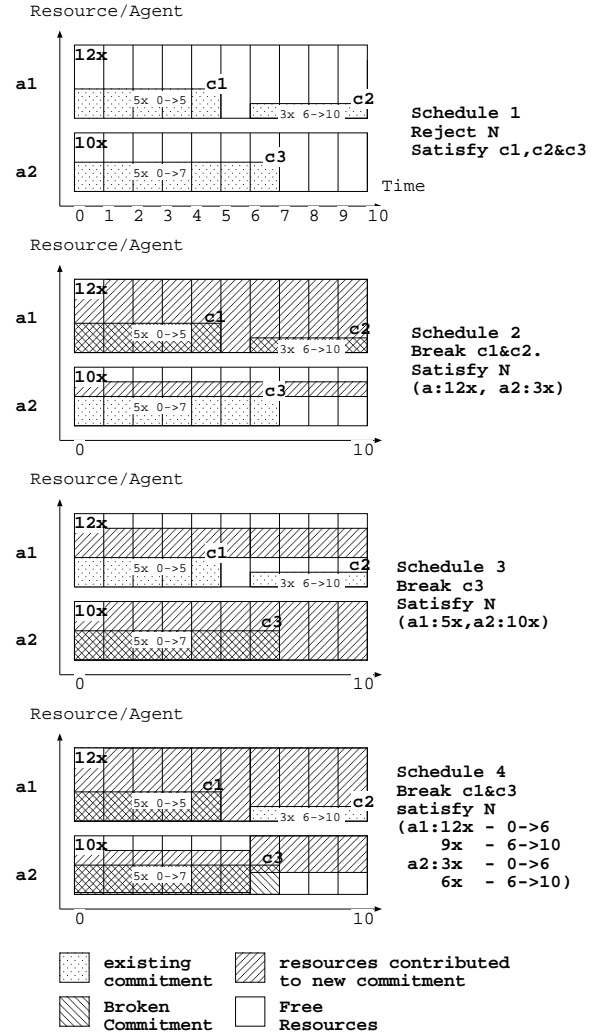 Resource/Agent
12x
a1
c1
5x 0->5
c2
3x 6->10
10x
a2
c3
5x 0->7
Schedule 1
Reject N
Satisfy c1,c2&c3
Time
0 1 2 3 4 5 6 7 8 9 10
Resource/Agent
12x
a1
c1
5x 0->5
c2
3x 6->10
10x
a2
c3
5x 0->7
Schedule 2
Break c1&c2.
Satisfy N
(a:12x, a2:3x)
0 10
Resource/Agent
12x
a1
c1
5x 0->5
c2
3x 6->10
10x
a2
c3
5x 0->7
Schedule 3
Break c3
Satisfy N
(a1:5x,a2:10x)
0 10
Resource/Agent
12x
a1
c1
5x 0->5
c2
3x 6->10
10x
a2
c3
5x 0->7
Schedule 4
Break c1&c3
satisfy N
(a1:12x - 0->6
9x - 6->10
a2:3x - 0->6
6x - 6->10)
0 10
existing
commitment
resources contributed
to new commitment
Broken
Commitment
Free
Resources